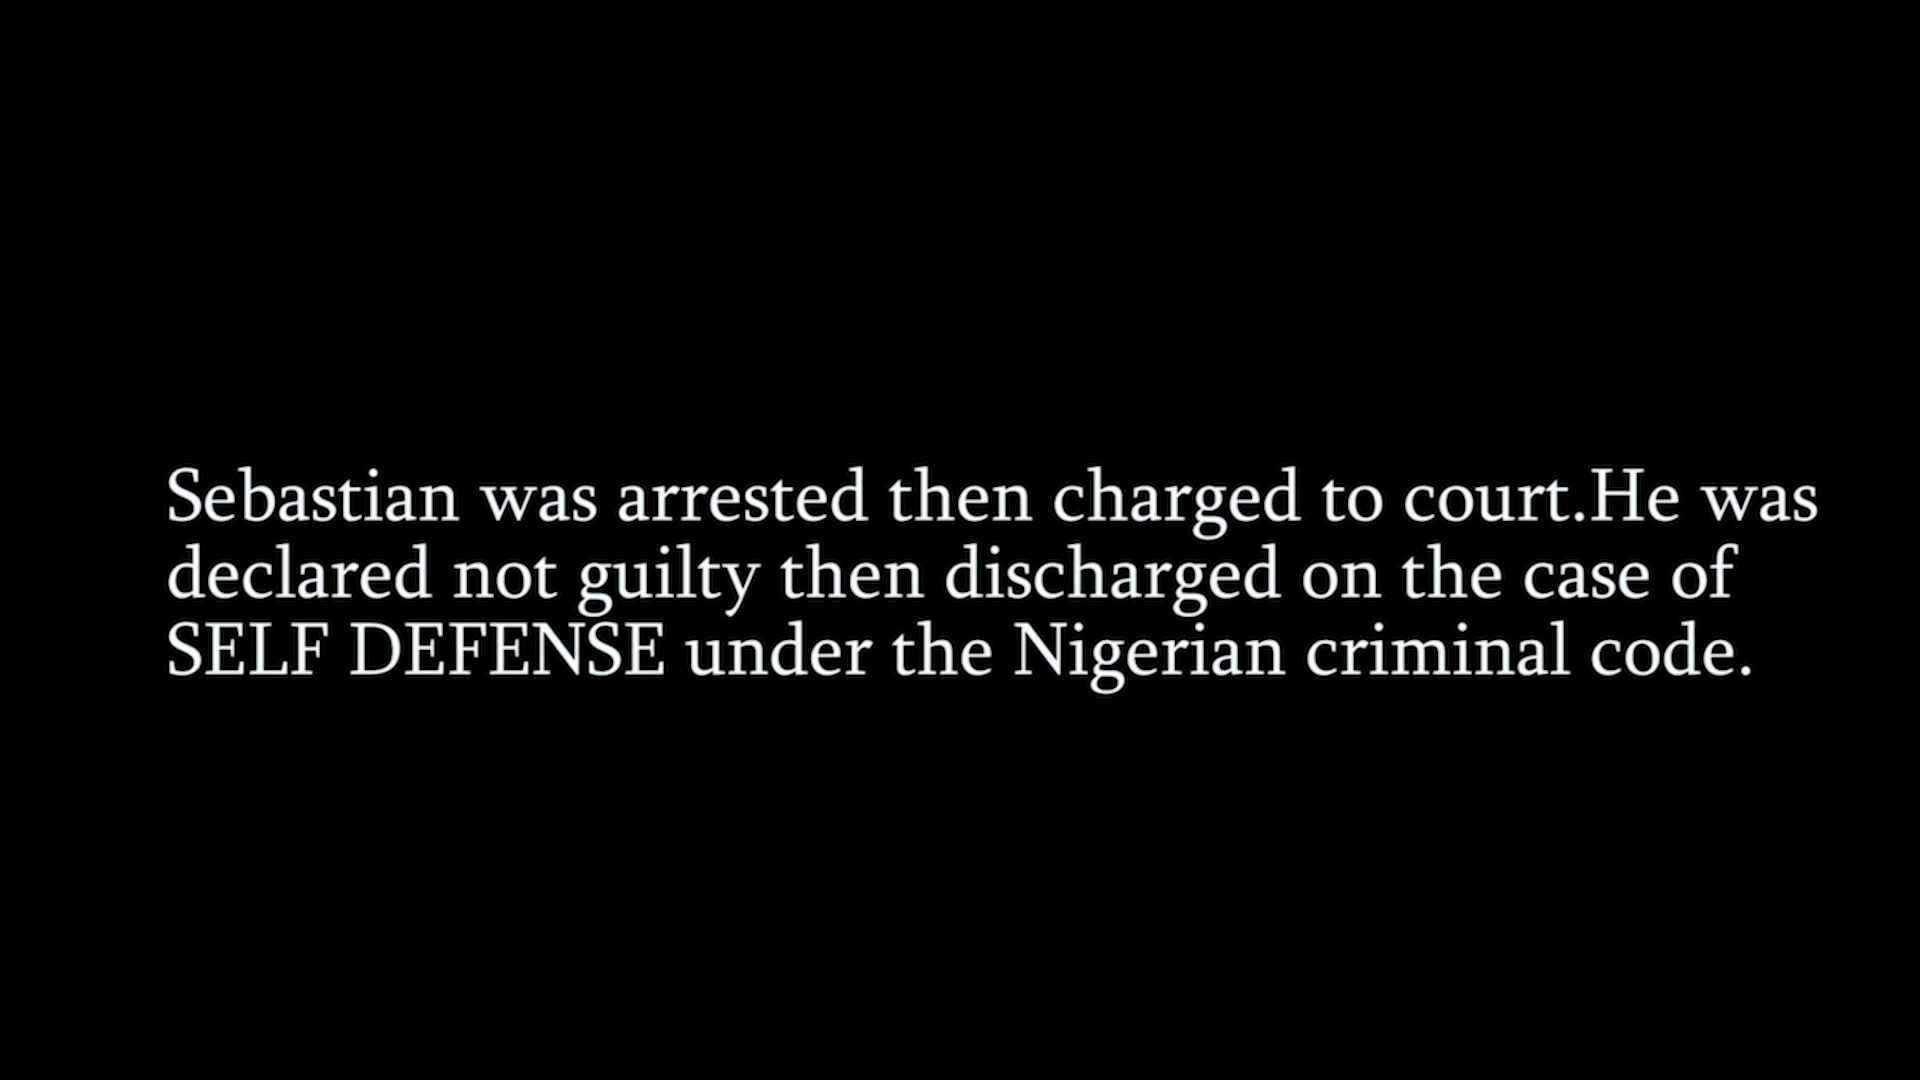 Sebastian was arrested then charged to court.He was
declared not guilty then discharged on the case of
SELF DEFENSE under the Nigerian criminal code.